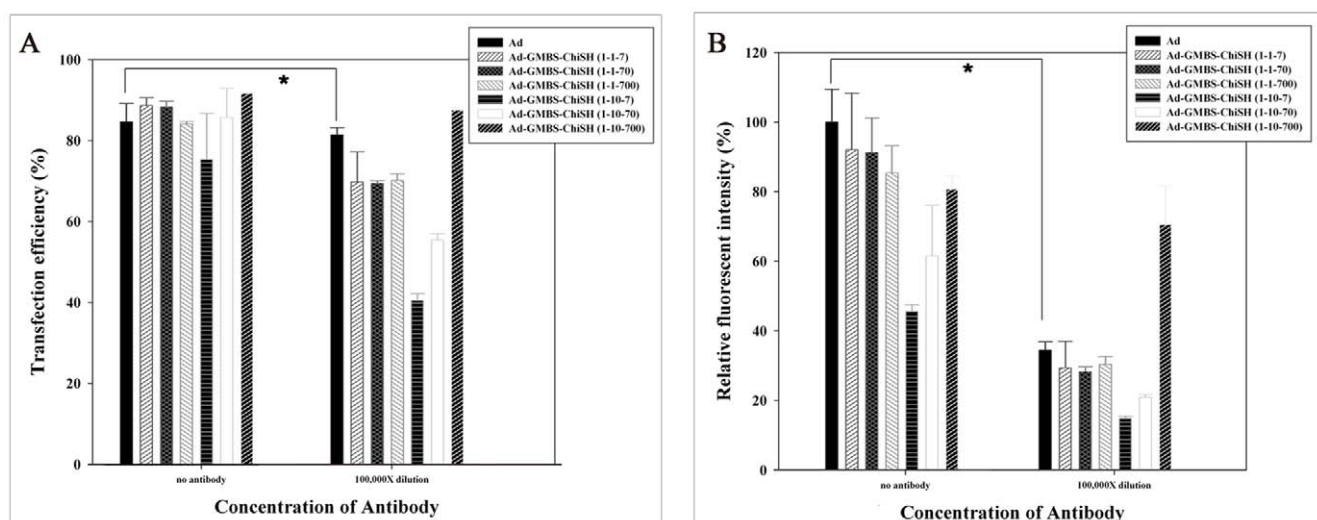 A
Ad
Ad-GMBS-ChiSH (1-1-7)
Ad-GMBS-ChiSH (1-1-70)
Ad-GMBS-ChiSH (1-1-700)
Ad-GMBS-ChiSH (1-10-7)
Ad-GMBS-ChiSH (1-10-70)
Ad-GMBS-ChiSH (1-10-700)
*
Transfection efficiency (%)
100
80
60
40
20
0
no antibody
100,000X dilution
Concentration of Antibody
B
Ad
Ad-GMBS-ChiSH (1-1-7)
Ad-GMBS-ChiSH (1-1-70)
Ad-GMBS-ChiSH (1-1-700)
Ad-GMBS-ChiSH (1-10-7)
Ad-GMBS-ChiSH (1-10-70)
Ad-GMBS-ChiSH (1-10-700)
*
Relative fluorescent intensity (%)
120
100
80
60
40
20
0
no antibody
100,000X dilution
Concentration of Antibody